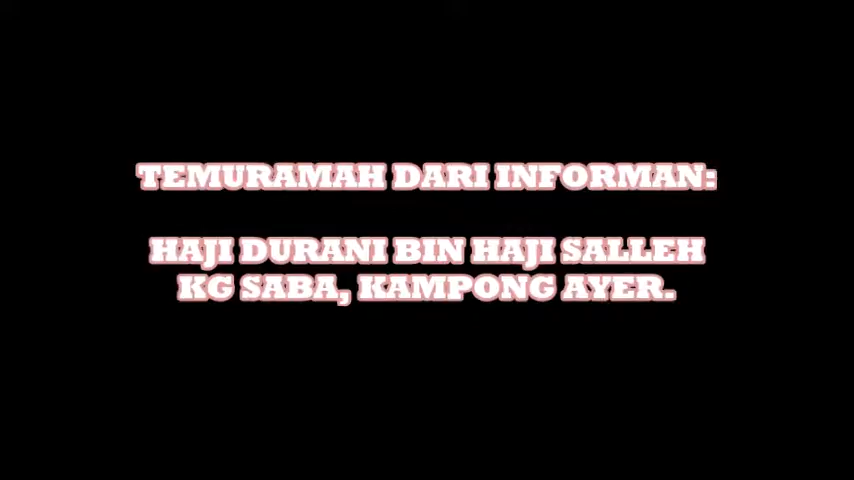 TEMURAMAH DARI INFORMAN:
HAJI DURANI BIN HAJI SALLEH
KG SABA, KAMPONG AYER.